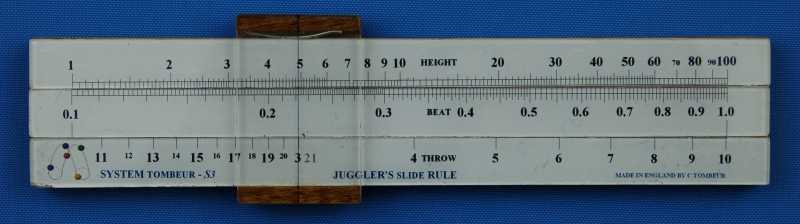 1 2 3 4 5 6 7 8 9 10 HEIGHT 20 30 40 50 60 70 80 90 100
0.1 0.2 0.3 BEAT 0.4 0.5 0.6 0.7 0.8 0.9 1.0
11 12 13 14 15 16 17 18 19 20 3 21 4 THROW 5 6 7 8 9 10
SYSTEM TOMBEUR - S3 JUGGLER'S SLIDE RULE MADE IN ENGLAND BY C TOMBEUR